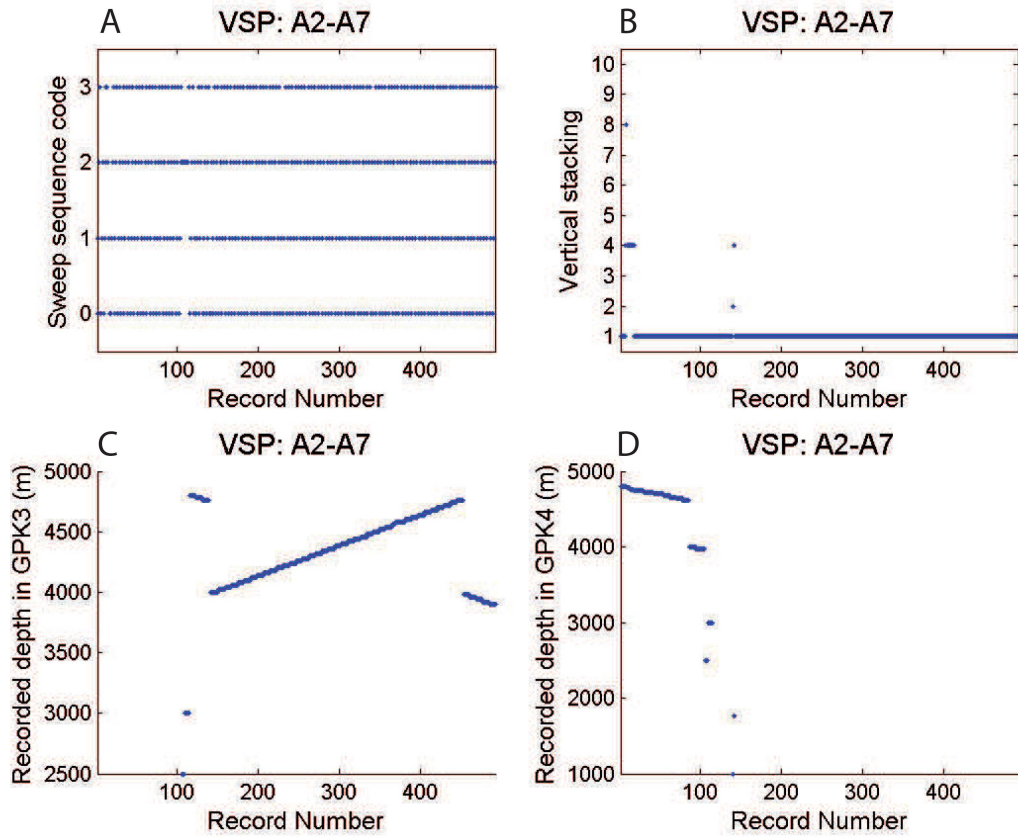 A VSP: A2-A7
3
2
1
0
Sweep sequence code
100 200 300 400
Record Number
B VSP: A2-A7
10
9
8
7
6
5
4
3
2
1
Vertical stacking
100 200 300 400
Record Number
C VSP: A2-A7
5000
4500
4000
3500
3000
2500
Recorded depth in GPK3 (m)
100 200 300 400
Record Number
D VSP: A2-A7
5000
4000
3000
2000
1000
Recorded depth in GPK4 (m)
100 200 300 400
Record Number